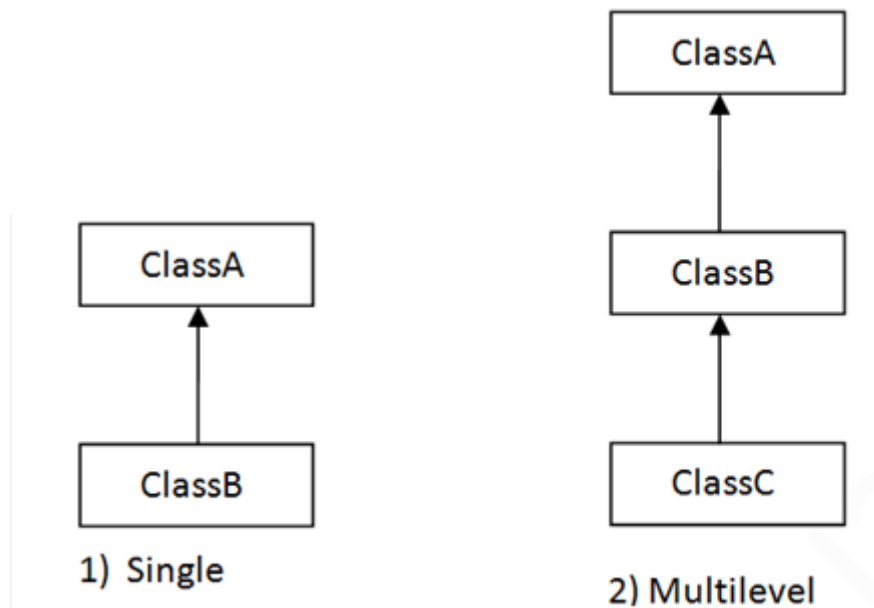 ClassA
ClassB
1) Single
ClassA
ClassB
ClassC
2) Multilevel